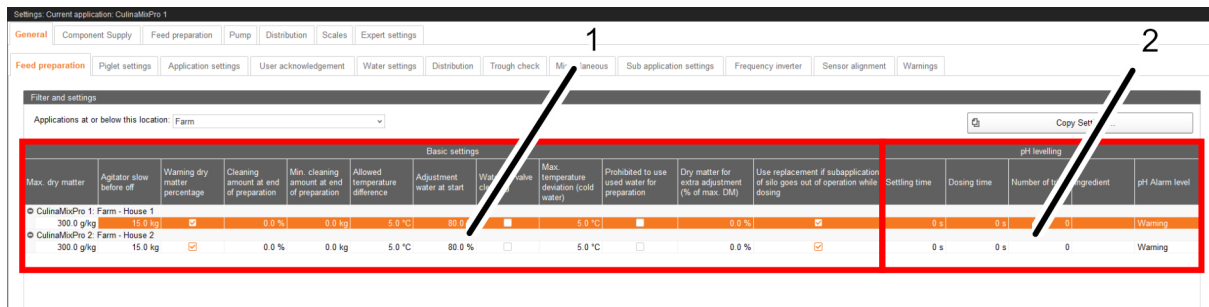 Settings: Current application: CulinaMixPro 1
General Component Supply Feed preparation Pump Distribution Scales Expert settings
1 2
Feed preparation Piglet settings Application settings User acknowledgement Water settings Distribution Trough check Sub application settings Frequency inverter Sensor alignment Warnings
Filter and settings
Applications at or below this location: Farm Copy
Basic settings pH levelling
Max. dry matter
Agitator slow
before off
Warning dry
matter
percentage
Cleaning
amount at end
of preparation
Min. cleaning
amount at end
of preparation
Allowed
temperature
difference
Adjustment
water at start
Max.
temperature
deviation (cold
water)
Prohibited to use
used water for
preparation
Dry matter for
extra adjustment
(% of max. DM)
Use replacement if subapplication
of silo goes out of operation while
dosing
Settling time
Dosing time
Number of
ingredient
pH Alarm level
CulinaMixPro 1: Farm - House 1
300.0 g/kg 15.0 kg 0.0 % 0.0 kg 5.0 °C 80.0 5.0 °C 0.0 % 0 s 0 s 0 Warning
CulinaMixPro 2: Farm - House 2
300.0 g/kg 15.0 kg 0.0 % 0.0 kg 5.0 °C 80.0 % 5.0 °C 0.0 % 0 s 0 s 0 Warning